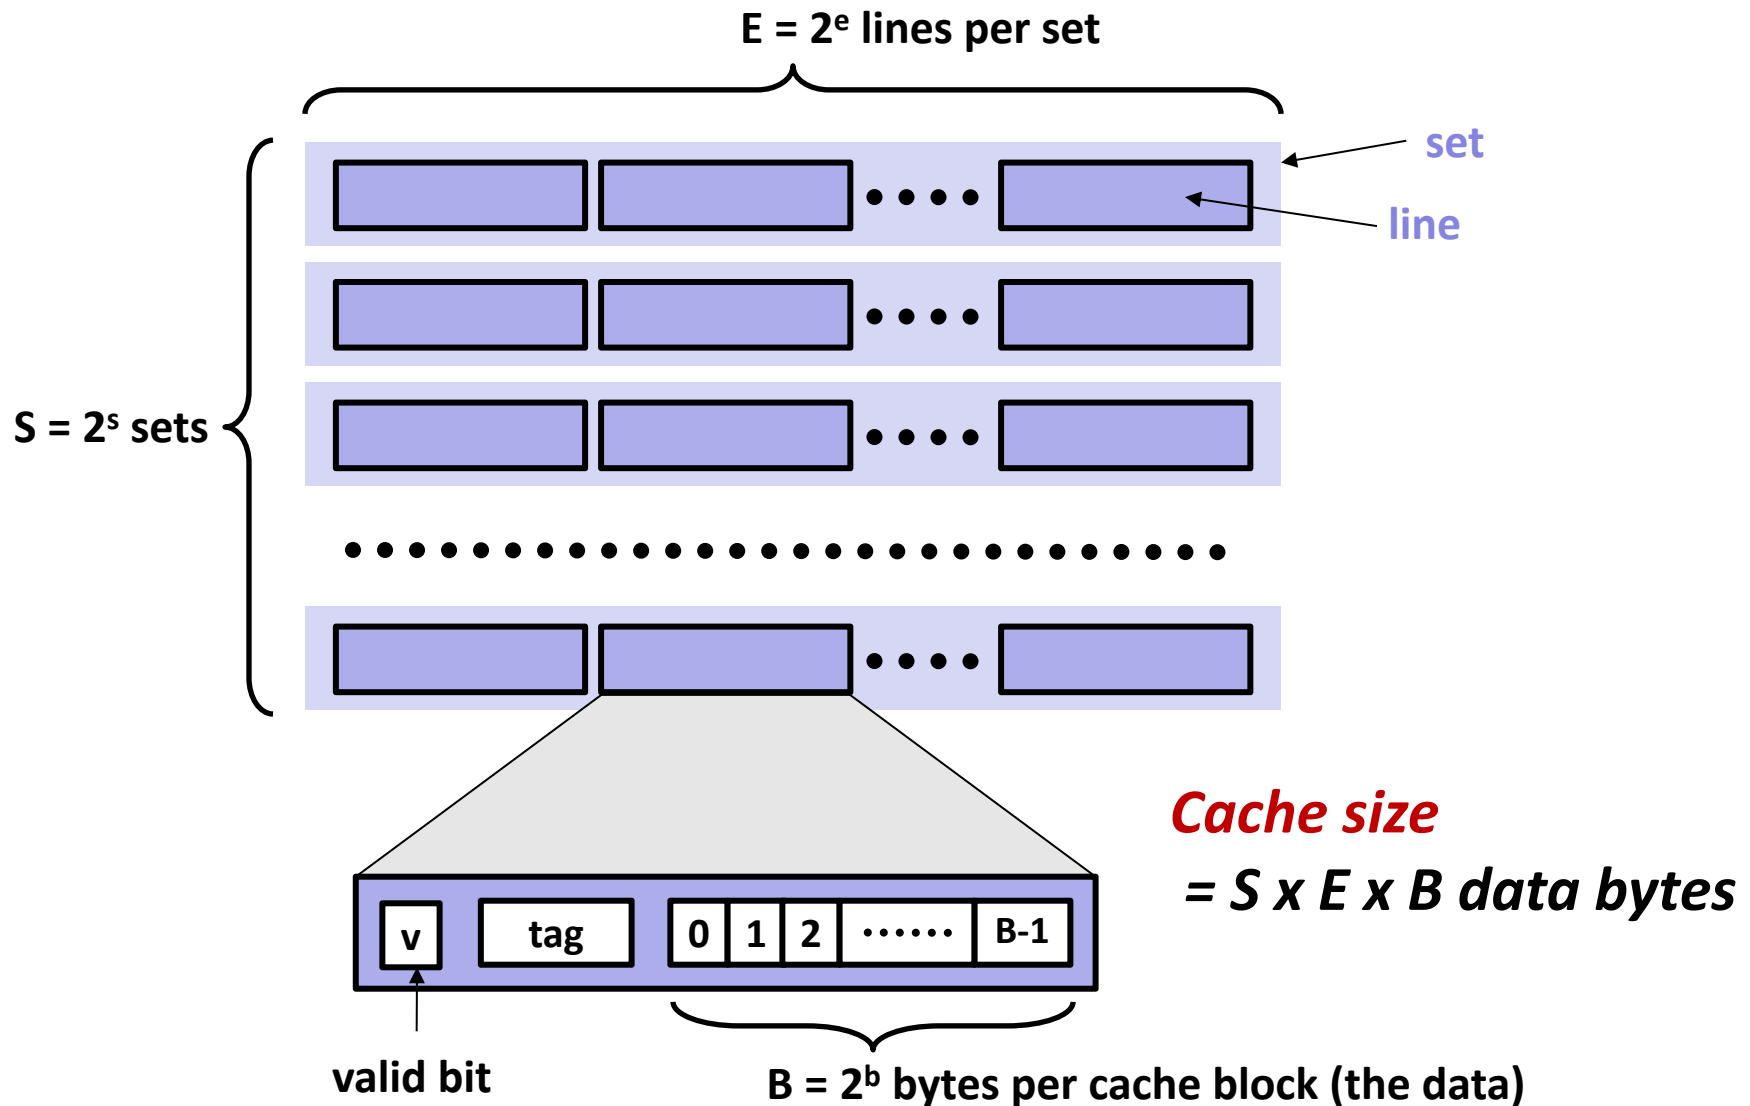 E = 2ᵉ lines per set
set
line
S = 2ˢ sets
Cache size
= S x E x B data bytes
v
tag
0
1
2
B-1
valid bit
B = 2ᵇ bytes per cache block (the data)